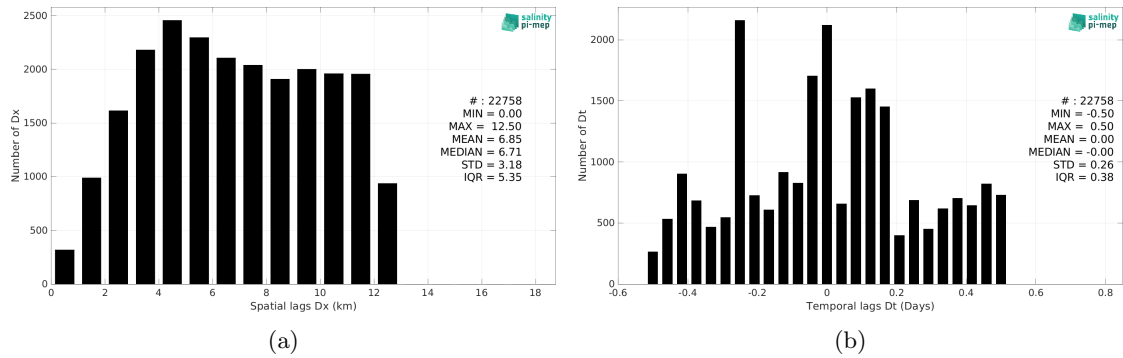 2500
2000
1500
1000
500
0
Number of Dx
0 2 4 6 8 10 12 14 16 18
Spatial lags Dx (km)
salinity
pi-mep
# : 22758
MIN = 0.00
MAX = 12.50
MEAN = 6.85
MEDIAN = 6.71
STD = 3.18
IQR = 5.35
(a)
2000
1500
1000
500
0
Number of Dt
-0.6 -0.4 -0.2 0 0.2 0.4 0.6 0.8
Temporal lags Dt (Days)
salinity
pi-mep
# : 22758
MIN = -0.50
MAX = 0.50
MEAN = 0.00
MEDIAN = -0.00
STD = 0.26
IQR = 0.38
(b)